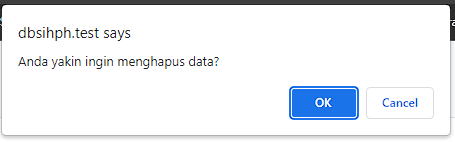 dbsihph.test says
Anda yakin ingin menghapus data?
OK
Cancel